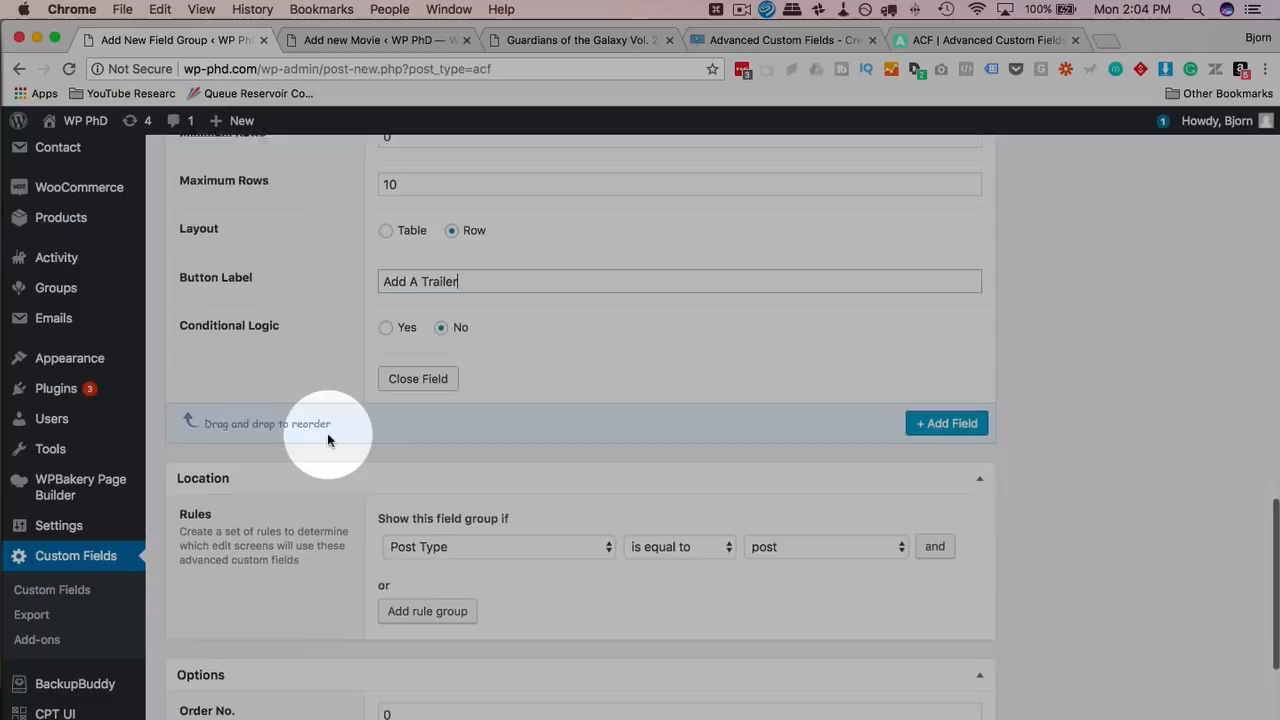 Chrome File Edit View History Bookmarks People Window Help 100% Mon 2:04 PM
Add New Field Group ‹ WP PhD Add new Movie ‹ WP PhD — Guardians of the Galaxy Vol. 2 Advanced Custom Fields - Cre ACF | Advanced Custom Fields Bjorn
Not Secure wp-phd.com/wp-admin/post-new.php?post_type=acf
Apps YouTube Researc Queue Reservoir Co... Other Bookmarks
WP PhD 4 1 + New 1 Howdy, Bjorn
Contact
WooCommerce
Products
Activity
Groups
Emails
Appearance
Plugins 3
Users
Tools
WPBakery Page
Builder
Settings
Custom Fields
Custom Fields
Export
Add-ons
BackupBuddy
CPT UI
Minimum Rows 0
Maximum Rows 10
Layout Table Row
Button Label Add A Trailer
Conditional Logic Yes No
Close Field
Drag and drop to reorder + Add Field
Location
Rules
Create a set of rules to determine
which edit screens will use these
advanced custom fields
Show this field group if
Post Type is equal to post and
or
Add rule group
Options
Order No. 0